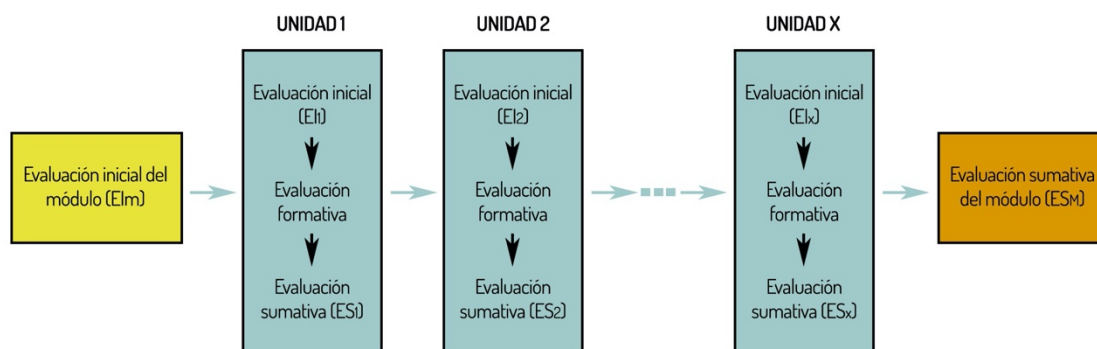 UNIDAD 1
UNIDAD 2
UNIDAD X
Evaluación inicial del
módulo (EIm)
Evaluación inicial
(EI1)
Evaluación
formativa
Evaluación
sumativa (ES1)
Evaluación inicial
(EI2)
Evaluación
formativa
Evaluación
sumativa (ES2)
Evaluación inicial
(EIx)
Evaluación
formativa
Evaluación
sumativa (ESx)
Evaluación sumativa
del módulo (ESM)